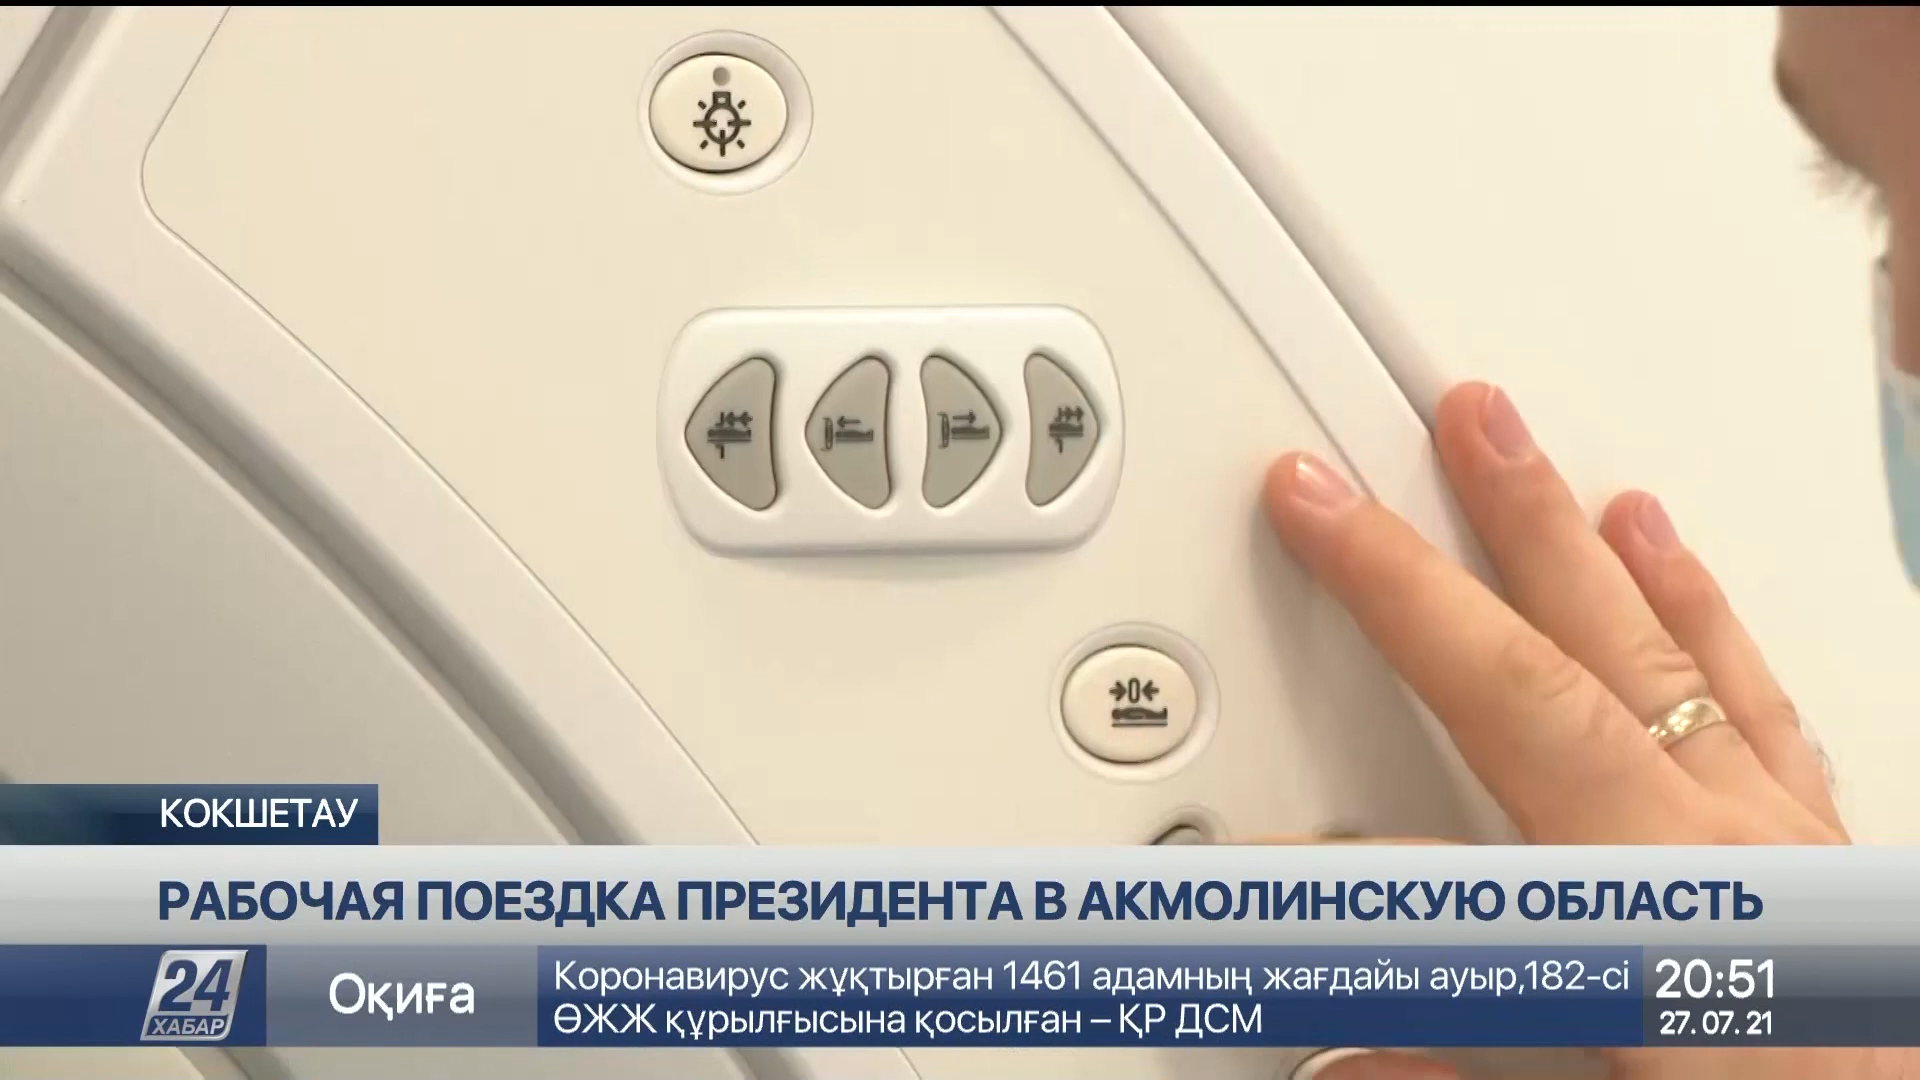 0
КОКШЕТАУ
РАБОЧАЯ ПОЕЗДКА ПРЕЗИДЕНТА В АКМОЛИНСКУЮ ОБЛАСТЬ
24
ХАБАР
Оқиға
Коронавирус жұқтырған 1461 адамның жағдайы ауыр,182-сі
ӨЖЖ құрылғысына қосылған – ҚР ДСМ
20:51
27. 07. 21